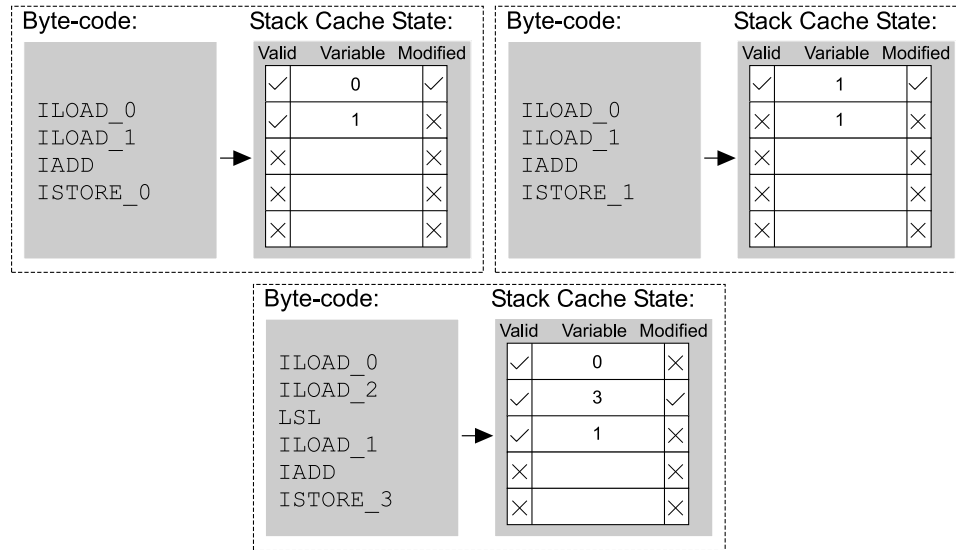 Byte-code:
Stack Cache State:
Valid Variable Modified
ILOAD_0
ILOAD_1
IADD
ISTORE_0
0
1
Byte-code:
Stack Cache State:
Valid Variable Modified
ILOAD_0
ILOAD_1
IADD
ISTORE_1
1
1
Byte-code:
Stack Cache State:
Valid Variable Modified
ILOAD_0
ILOAD_2
LSL
ILOAD_1
IADD
ISTORE_3
0
3
1